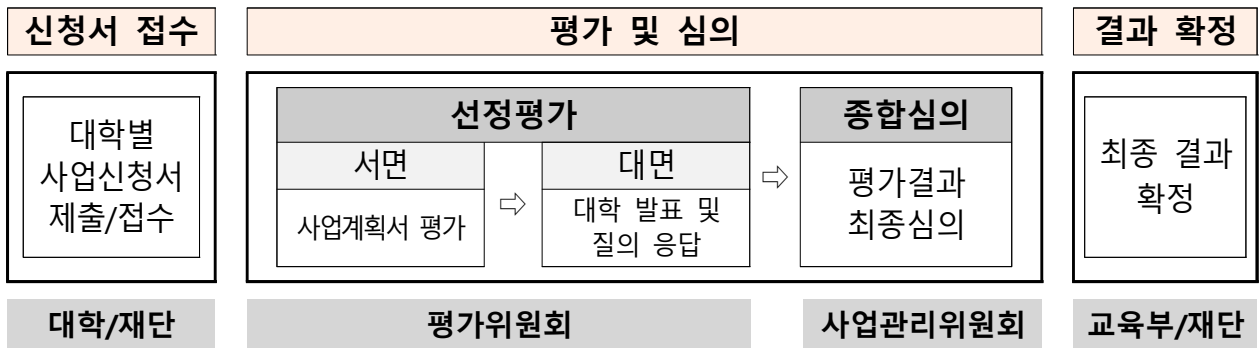 신청서 접수
평가 및 심의
결과 확정
대학별
사업신청서
제출/접수
선정평가
서면
사업계획서 평가
⇨
대면
대학 발표 및
질의 응답
⇨
종합심의
평가결과
최종심의
최종 결과
확정
대학/재단
평가위원회
사업관리위원회
교육부/재단